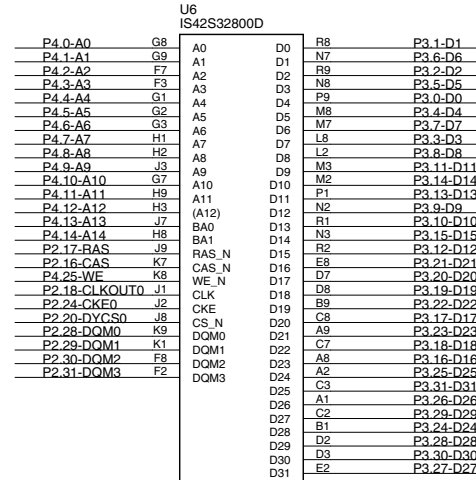 U6
IS42S32800D
P4.0-A0 G8 A0 D0 R8 P3.1-D1
P4.1-A1 G9 A1 D1 N7 P3.6-D6
P4.2-A2 F7 A2 D2 R9 P3.2-D2
P4.3-A3 F3 A3 D3 N8 P3.5-D5
P4.4-A4 G1 A4 D4 P9 P3.0-D0
P4.5-A5 G2 A5 D5 M8 P3.4-D4
P4.6-A6 G3 A6 D6 M7 P3.7-D7
P4.7-A7 H1 A7 D7 L8 P3.3-D3
P4.8-A8 H2 A8 D8 L2 P3.8-D8
P4.9-A9 J3 A9 D9 M3 P3.11-D11
P4.10-A10 G7 A10 D10 M2 P3.14-D14
P4.11-A11 H9 A11 D11 P1 P3.13-D13
P4.12-A12 H3 (A12) D12 N2 P3.9-D9
P4.13-A13 J7 BA0 D13 R1 P3.10-D10
P4.14-A14 H8 BA1 D14 N3 P3.15-D15
P2.17-RAS J9 RAS_N D15 R2 P3.12-D12
P2.16-CAS K7 CAS_N D16 E8 P3.21-D21
P4.25-WE K8 WE_N D17 D7 P3.20-D20
P2.18-CLKOUT0 J1 CLK D18 D8 P3.19-D19
P2.24-CKE0 J2 CKE D19 B9 P3.22-D22
P2.20-DYCS0 J8 CS_N D20 C8 P3.17-D17
P2.28-DQM0 K9 DQM0 D21 A9 P3.23-D23
P2.29-DQM1 K1 DQM1 D22 C7 P3.18-D18
P2.30-DQM2 F8 DQM2 D23 A8 P3.16-D16
P2.31-DQM3 F2 DQM3 D24 A2 P3.25-D25
D25 C3 P3.31-D31
D26 A1 P3.26-D26
D27 C2 P3.29-D29
D28 B1 P3.24-D24
D29 D2 P3.28-D28
D30 D3 P3.30-D30
D31 E2 P3.27-D27